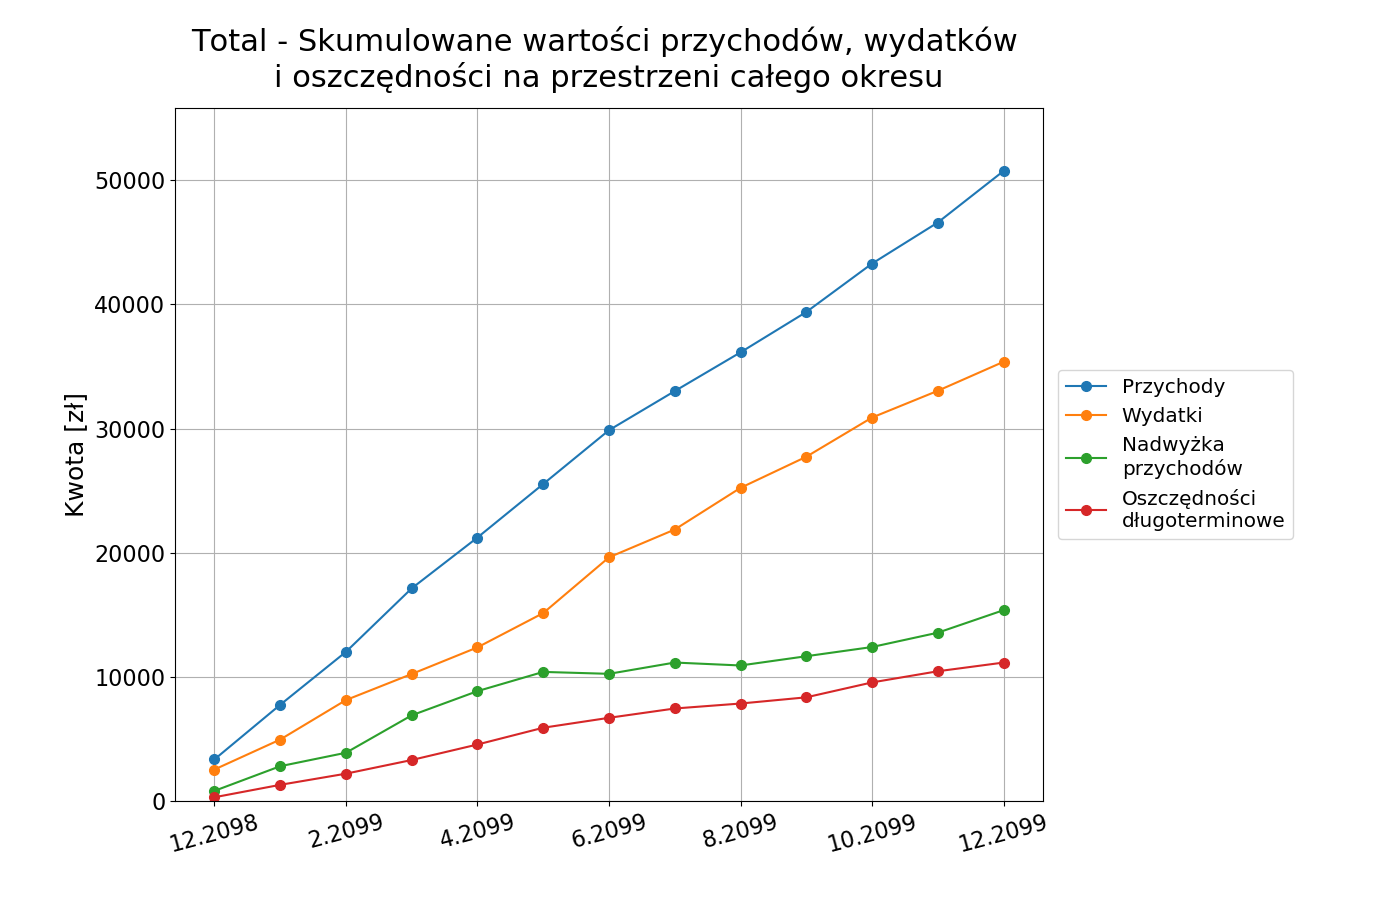 Total - Skumulowane wartości przychodów, wydatków
i oszczędności na przestrzeni całego okresu
Kwota [zł]
50000
40000
30000
20000
10000
0
12.2098
2.2099
4.2099
6.2099
8.2099
10.2099
12.2099
Przychody
Wydatki
Nadwyżka
przychodów
Oszczędności
długoterminowe